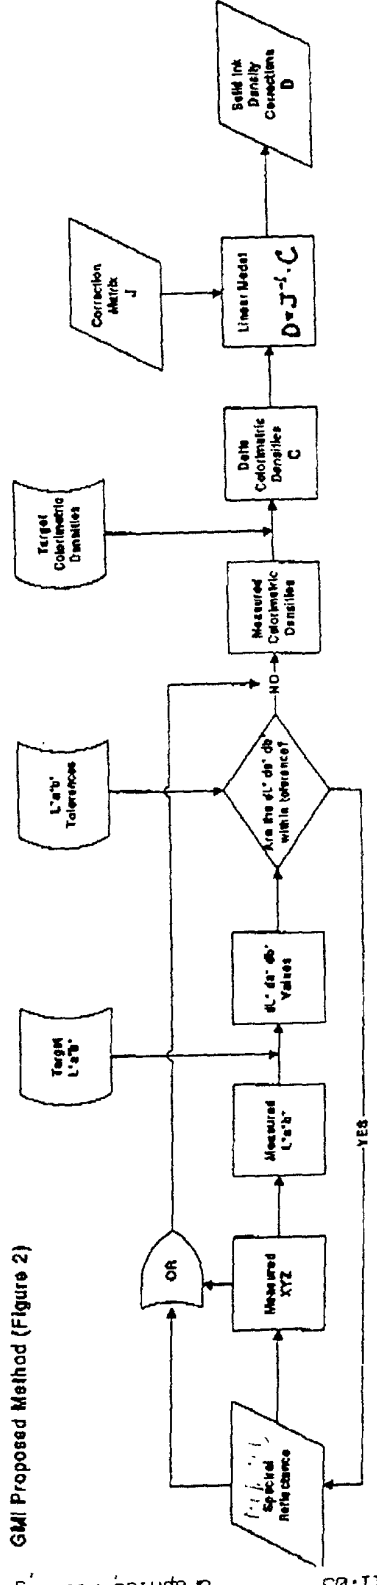 GMI Proposed Method (Figure 2)
Spectral
Reflectance
OR
Measured
XYZ
Measured
L*a*b*
Target
L*a*b*
dL* da* db*
Values
L*a*b*
Tolerances
Are the dL* da* db*
within tolerance?
YES
NO
Measured
Colorimetric
Densities
Target
Colorimetric
Densities
Delta
Colorimetric
Densities
C
Correction
Matrix
J
Linear Model
D=J⁻¹·C
Solid Ink
Density
Corrections
D